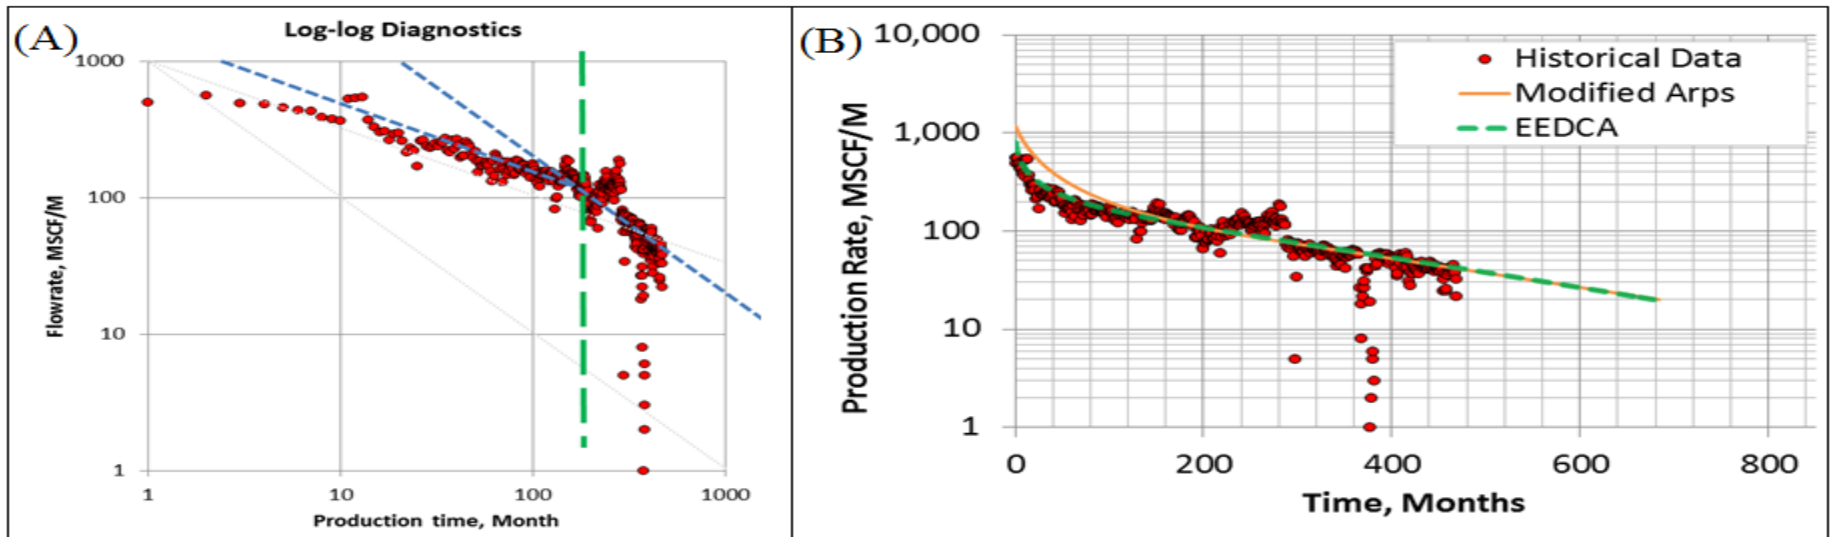 (A)
Log-log Diagnostics
1000
100
10
1
1 10 100 1000
Flowrate, MSCF/M
Production time, Month
(B)
10,000
1,000
100
10
1
0 200 400 600 800
Production Rate, MSCF/M
Time, Months
Historical Data
Modified Arps
EEDCA